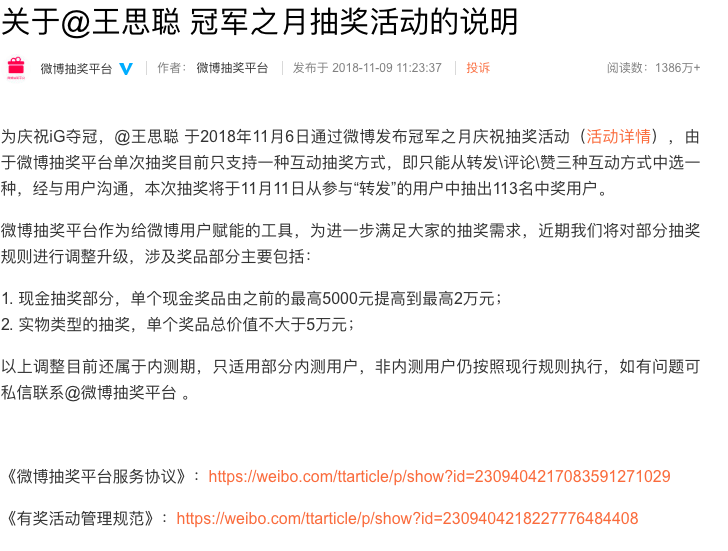 关于@王思聪 冠军之月抽奖活动的说明
微博抽奖平台 作者： 微博抽奖平台 发布于 2018-11-09 11:23:37 投诉 阅读数：1386万+
为庆祝iG夺冠，@王思聪 于2018年11月6日通过微博发布冠军之月庆祝抽奖活动（活动详情），由
于微博抽奖平台单次抽奖目前只支持一种互动抽奖方式，即只能从转发\评论\赞三种互动方式中选一
种，经与用户沟通，本次抽奖将于11月11日从参与“转发”的用户中抽出113名中奖用户。
微博抽奖平台作为给微博用户赋能的工具，为进一步满足大家的抽奖需求，近期我们将对部分抽奖
规则进行调整升级，涉及奖品部分主要包括：
1. 现金抽奖部分，单个现金奖品由之前的最高5000元提高到最高2万元；
2. 实物类型的抽奖，单个奖品总价值不大于5万元；
以上调整目前还属于内测期，只适用部分内测用户，非内测用户仍按照现行规则执行，如有问题可
私信联系@微博抽奖平台 。
《微博抽奖平台服务协议》：https://weibo.com/ttarticle/p/show?id=2309404217083591271029
《有奖活动管理规范》：https://weibo.com/ttarticle/p/show?id=2309404218227776484408